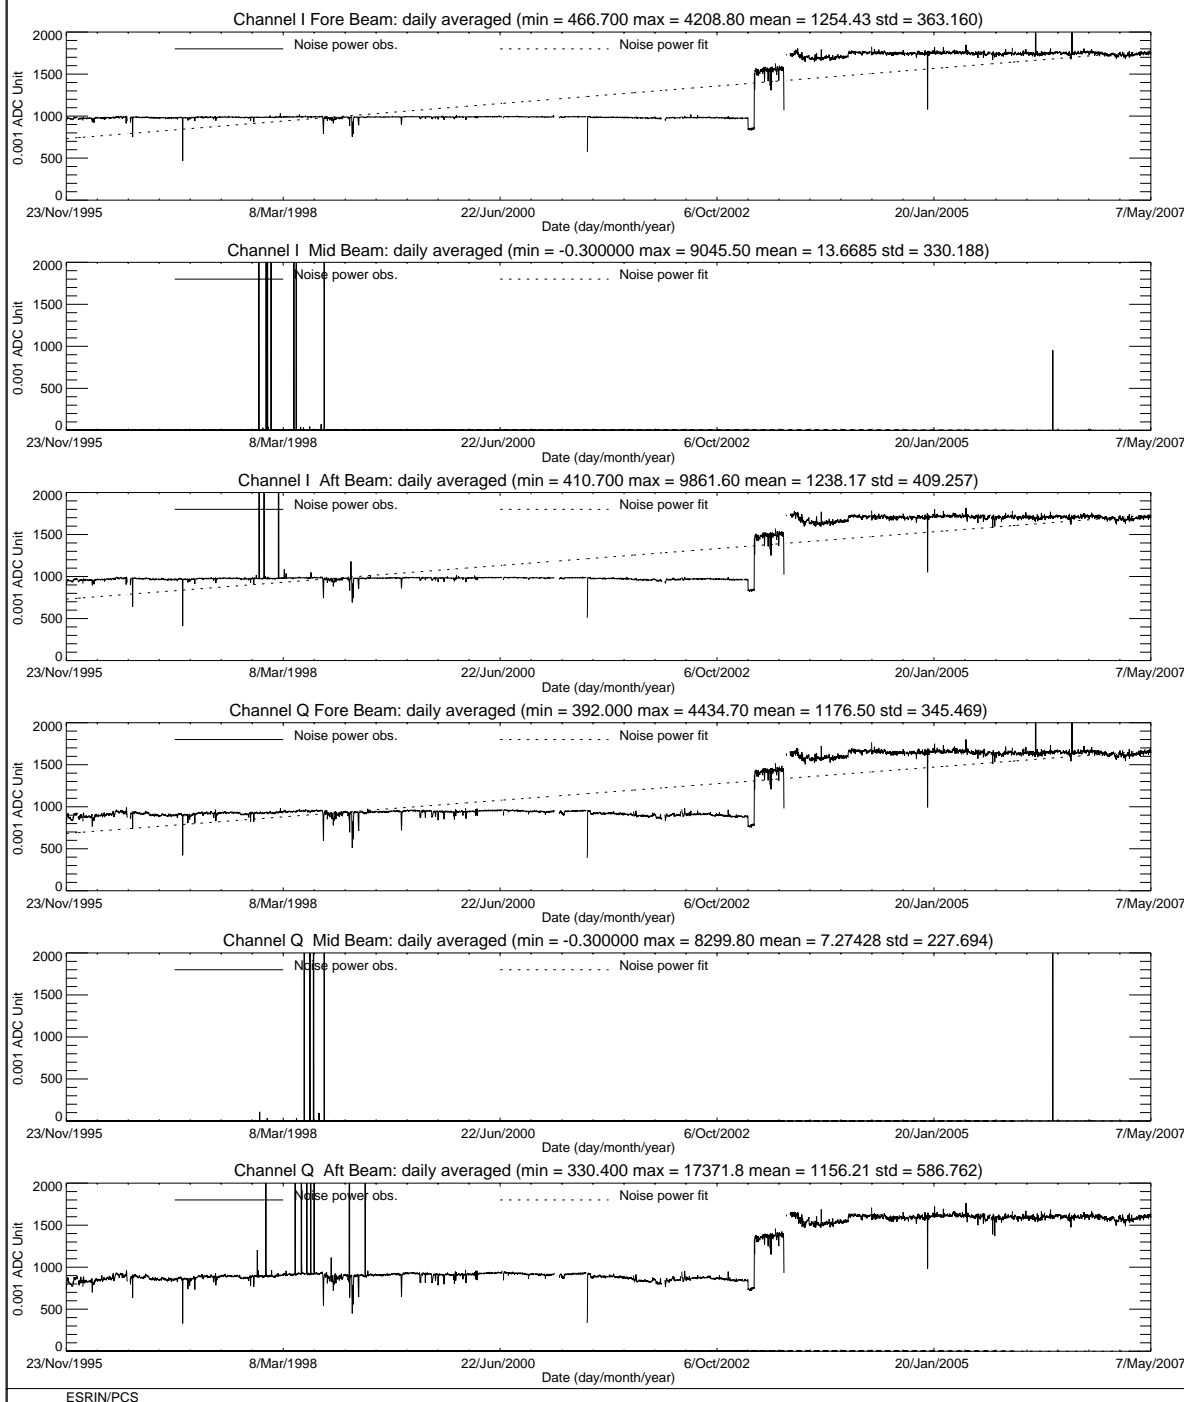 Channel I Fore Beam: daily averaged (min = 466.700 max = 4208.80 mean = 1254.43 std = 363.160)
Noise power obs.
Noise power fit
0.001 ADC Unit
2000
1500
1000
500
0
23/Nov/1995
8/Mar/1998
22/Jun/2000
6/Oct/2002
20/Jan/2005
7/May/2007
Date (day/month/year)
Channel I Mid Beam: daily averaged (min = -0.300000 max = 9045.50 mean = 13.6685 std = 330.188)
Noise power obs.
Noise power fit
0.001 ADC Unit
2000
1500
1000
500
0
23/Nov/1995
8/Mar/1998
22/Jun/2000
6/Oct/2002
20/Jan/2005
7/May/2007
Date (day/month/year)
Channel I Aft Beam: daily averaged (min = 410.700 max = 9861.60 mean = 1238.17 std = 409.257)
Noise power obs.
Noise power fit
0.001 ADC Unit
2000
1500
1000
500
0
23/Nov/1995
8/Mar/1998
22/Jun/2000
6/Oct/2002
20/Jan/2005
7/May/2007
Date (day/month/year)
Channel Q Fore Beam: daily averaged (min = 392.000 max = 4434.70 mean = 1176.50 std = 345.469)
Noise power obs.
Noise power fit
0.001 ADC Unit
2000
1500
1000
500
0
23/Nov/1995
8/Mar/1998
22/Jun/2000
6/Oct/2002
20/Jan/2005
7/May/2007
Date (day/month/year)
Channel Q Mid Beam: daily averaged (min = -0.300000 max = 8299.80 mean = 7.27428 std = 227.694)
Noise power obs.
Noise power fit
0.001 ADC Unit
2000
1500
1000
500
0
23/Nov/1995
8/Mar/1998
22/Jun/2000
6/Oct/2002
20/Jan/2005
7/May/2007
Date (day/month/year)
Channel Q Aft Beam: daily averaged (min = 330.400 max = 17371.8 mean = 1156.21 std = 586.762)
Noise power obs.
Noise power fit
0.001 ADC Unit
2000
1500
1000
500
0
23/Nov/1995
8/Mar/1998
22/Jun/2000
6/Oct/2002
20/Jan/2005
7/May/2007
Date (day/month/year)
ESRIN/PCS